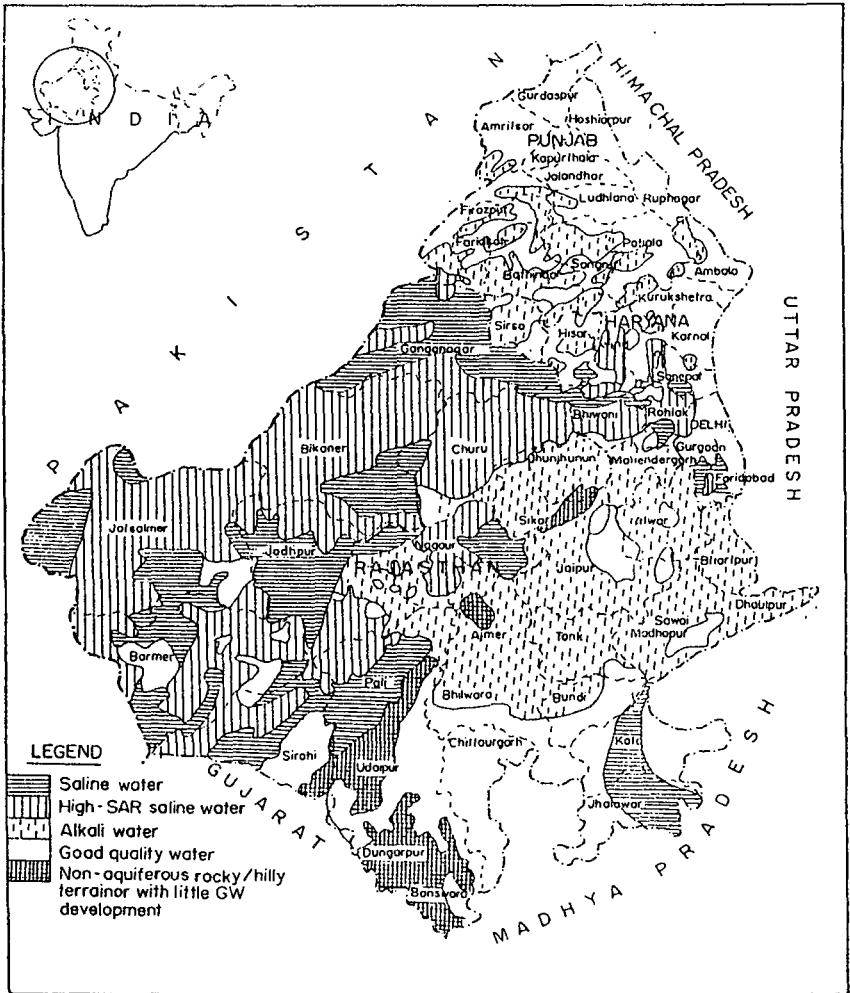 INDIA
PAKISTAN
HIMACHAL PRADESH
UTTAR PRADESH
MADHYA PRADESH
GUJARAT
Gurdaspur
Hoshiarpur
Amritsar
PUNJAB
Kapurthala
Jalandhar
Ludhiana Rupnagar
Firozpur
Faridkot
Patiala
Sangrur
Bathinda
Ambala
Kurukshetra
Sirsa
Hisar
HARYANA
Karnal
Ganganagar
Sonepat
Bhiwani
Rohtak
DELHI
Bikaner
Churu
Jhunjhunun
Mahendergarh
Gurgaon
Faridabad
Sikar
Alwar
Jaisalmer
Jodhpur
Nagaur
RAJASTHAN
Jaipur
Bharatpur
Dholpur
Ajmer
Tonk
Sawai
Madhopur
Barmer
Pali
Bhilwara
Bundi
Sirohi
Udaipur
Chittaurgarh
Kota
Jhalawar
Dungarpur
Banswara
LEGEND
Saline water
High-SAR saline water
Alkali water
Good quality water
Non-aquiferous rocky/hilly
terrainor with little GW
development